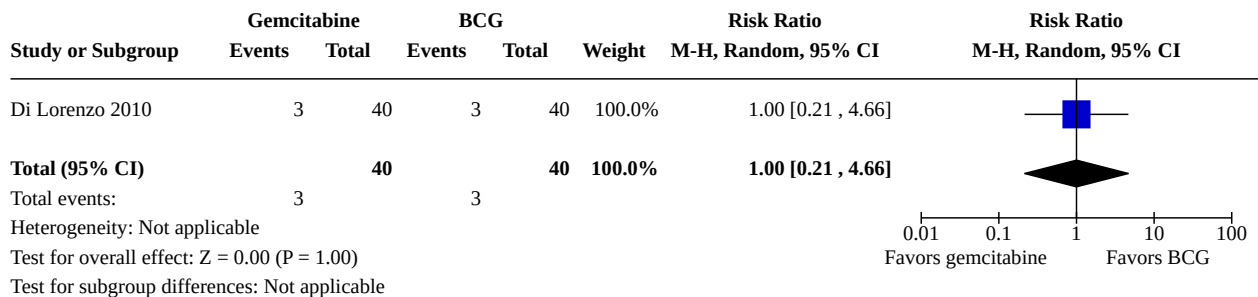 Gemcitabine BCG Risk Ratio Risk Ratio
Study or Subgroup Events Total Events Total Weight M-H, Random, 95% CI M-H, Random, 95% CI
Di Lorenzo 2010 3 40 3 40 100.0% 1.00 [0.21 , 4.66]
Total (95% CI) 40 40 100.0% 1.00 [0.21 , 4.66]
Total events: 3 3
Heterogeneity: Not applicable
0.01 0.1 1 10 100
Test for overall effect: Z = 0.00 (P = 1.00) Favors gemcitabine Favors BCG
Test for subgroup differences: Not applicable